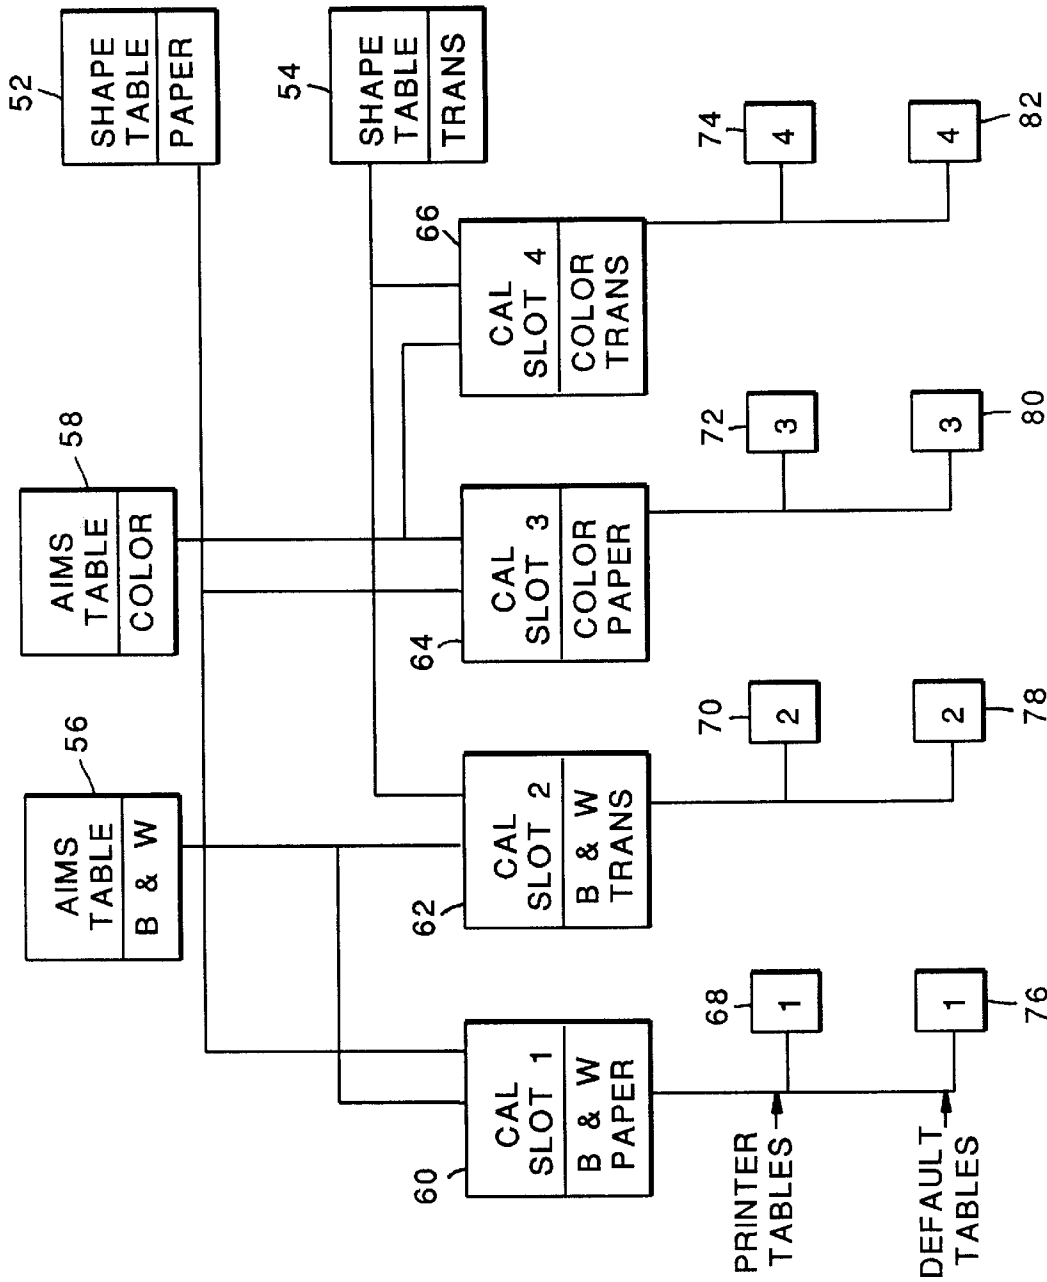 52
SHAPE
TABLE
PAPER
54
SHAPE
TABLE
TRANS
58
AIMS
TABLE
COLOR
56
AIMS
TABLE
B & W
66
CAL
SLOT 4
COLOR
TRANS
64
CAL
SLOT 3
COLOR
PAPER
62
CAL
SLOT 2
B & W
TRANS
60
CAL
SLOT 1
B & W
PAPER
PRINTER
TABLES
68
1
70
2
72
3
74
4
DEFAULT
TABLES
1
76
2
78
3
80
4
82